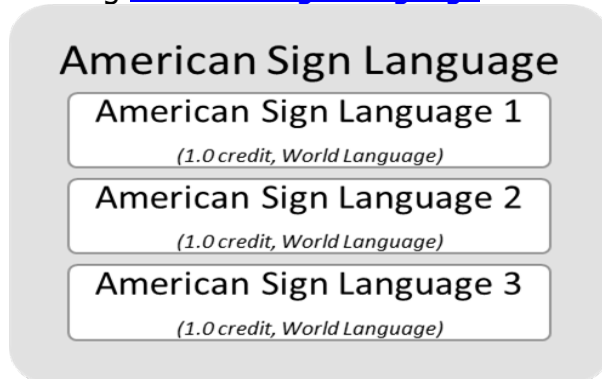 American Sign Language
American Sign Language 1
(1.0 credit, World Language)
American Sign Language 2
(1.0 credit, World Language)
American Sign Language 3
(1.0 credit, World Language)